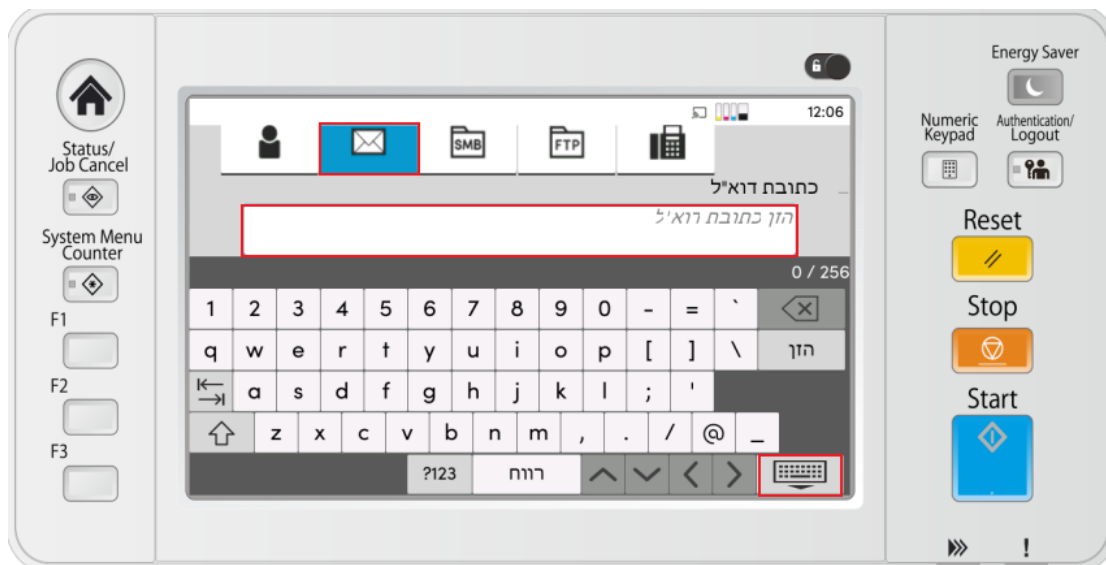 Energy Saver
12:06
Numeric Keypad
Authentication/
Logout
Status/
Job Cancel
SMB
FTP
כתובת דוא"ל
הזן כתובת דוא'ל
System Menu
Counter
0 / 256
Reset
1 2 3 4 5 6 7 8 9 0 - = `
F1
Stop
q w e r t y u i o p [ ] \ הזן
F2
a s d f g h j k l ; '
Start
z x c v b n m , . / @ _
F3
?123 רווח
!